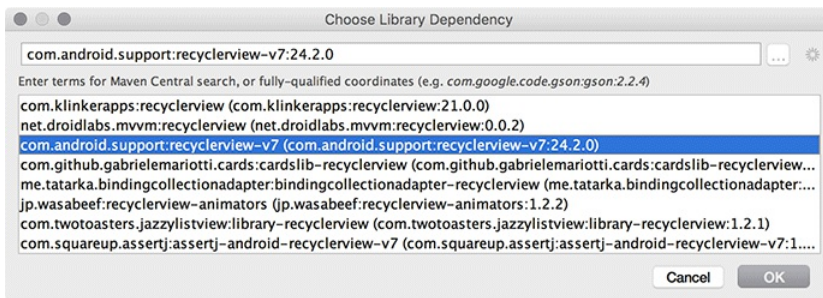 Choose Library Dependency
com.android.support:recyclerview-v7:24.2.0
...
Enter terms for Maven Central search, or fully-qualified coordinates (e.g. com.google.code.gson:gson:2.2.4)
com.klinkerapps:recyclerview (com.klinkerapps:recyclerview:21.0.0)
net.droidlabs.mvvm:recyclerview (net.droidlabs.mvvm:recyclerview:0.0.2)
com.android.support:recyclerview-v7 (com.android.support:recyclerview-v7:24.2.0)
com.github.gabrielemariotti.cards:cardslib-recyclerview (com.github.gabrielemariotti.cards:cardslib-recyclerview...
me.tatarka.bindingcollectionadapter:bindingcollectionadapter-recyclerview (me.tatarka.bindingcollectionadapter:...
jp.wasabeef:recyclerview-animators (jp.wasabeef:recyclerview-animators:1.2.2)
com.twotoasters.jazzylistview:library-recyclerview (com.twotoasters.jazzylistview:library-recyclerview:1.2.1)
com.squareup.assertj:assertj-android-recyclerview-v7 (com.squareup.assertj:assertj-android-recyclerview-v7:1....
Cancel OK